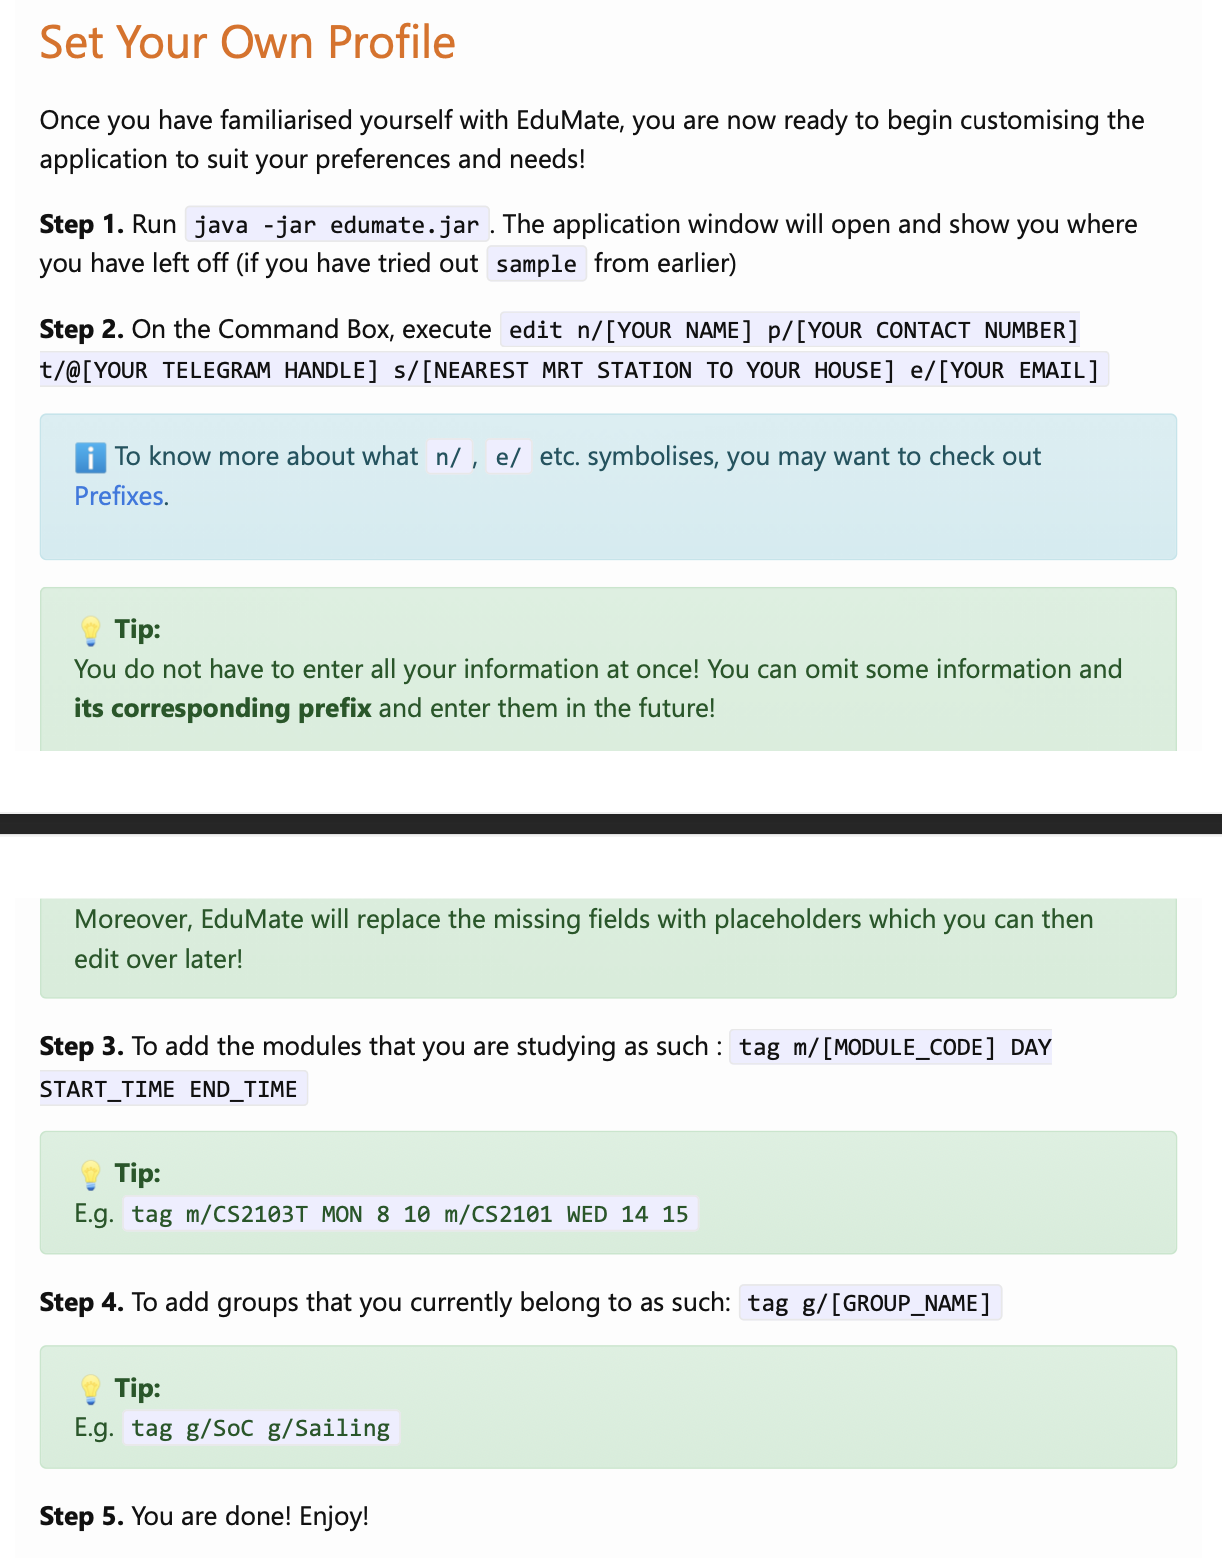 Set Your Own Profile
Once you have familiarised yourself with EduMate, you are now ready to begin customising the
application to suit your preferences and needs!
Step 1. Run java -jar edumate.jar. The application window will open and show you where
you have left off (if you have tried out sample from earlier)
Step 2. On the Command Box, execute edit n/[YOUR NAME] p/[YOUR CONTACT NUMBER]
t/@[YOUR TELEGRAM HANDLE] s/[NEAREST MRT STATION TO YOUR HOUSE] e/[YOUR EMAIL]
ℹ️ To know more about what n/, e/ etc. symbolises, you may want to check out
Prefixes.
💡 Tip:
You do not have to enter all your information at once! You can omit some information and
its corresponding prefix and enter them in the future!
Moreover, EduMate will replace the missing fields with placeholders which you can then
edit over later!
Step 3. To add the modules that you are studying as such : tag m/[MODULE_CODE] DAY
START_TIME END_TIME
💡 Tip:
E.g. tag m/CS2103T MON 8 10 m/CS2101 WED 14 15
Step 4. To add groups that you currently belong to as such: tag g/[GROUP_NAME]
💡 Tip:
E.g. tag g/SoC g/Sailing
Step 5. You are done! Enjoy!